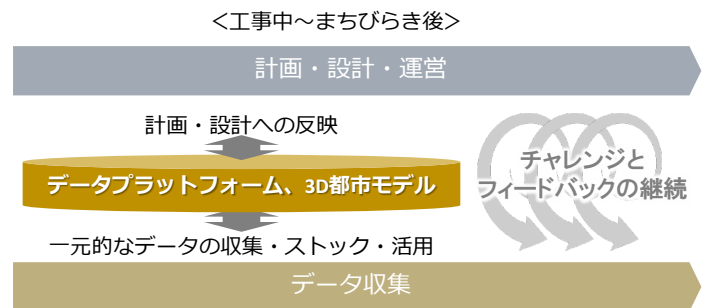 ＜工事中～まちびらき後＞
計画・設計・運営
計画・設計への反映
データプラットフォーム、3D都市モデル
チャレンジと
フィードバックの継続
一元的なデータの収集・ストック・活用
データ収集